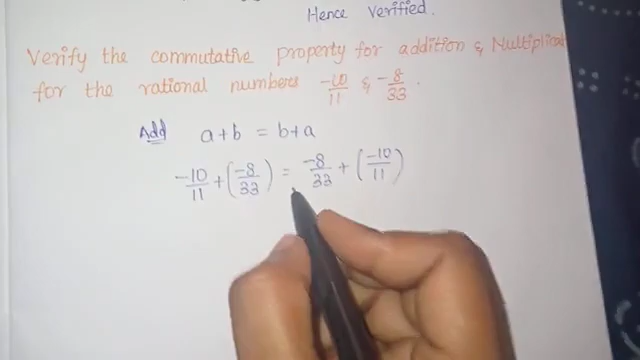 Hence Verified.
Verify the commutative property for addition & Multiplica
for the rational numbers -10/11 & -8/33.
Add a+b = b+a
-10/11 + (-8/33) = -8/33 + (-10/11)